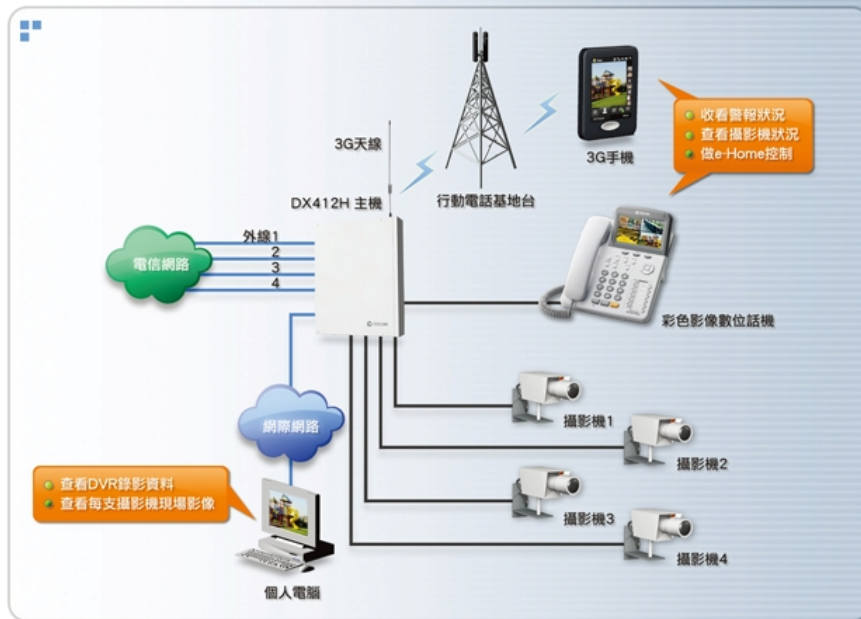 3G天線
DX412H 主機
行動電話基地台
3G手機
收看警報狀況
查看攝影機狀況
做e-Home控制
外線1
2
3
4
電信網路
彩色影像數位話機
TECOM
網際網路
攝影機1
攝影機2
攝影機3
攝影機4
查看DVR錄影資料
查看每支攝影機現場影像
個人電腦